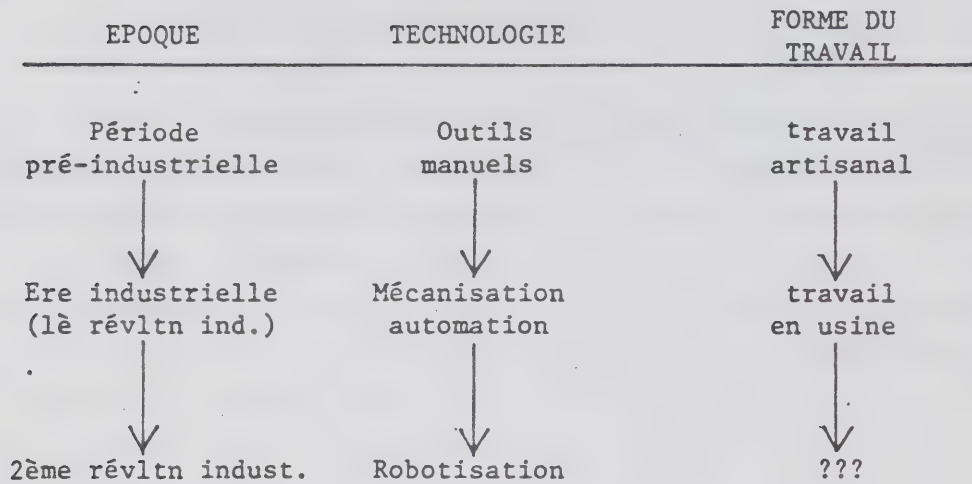 EPOQUE TECHNOLOGIE FORME DU TRAVAIL
Période pré-industrielle
Outils manuels
travail artisanal
Ere industrielle (lè révltn ind.)
Mécanisation automation
travail en usine
2ème révltn indust. Robotisation ???